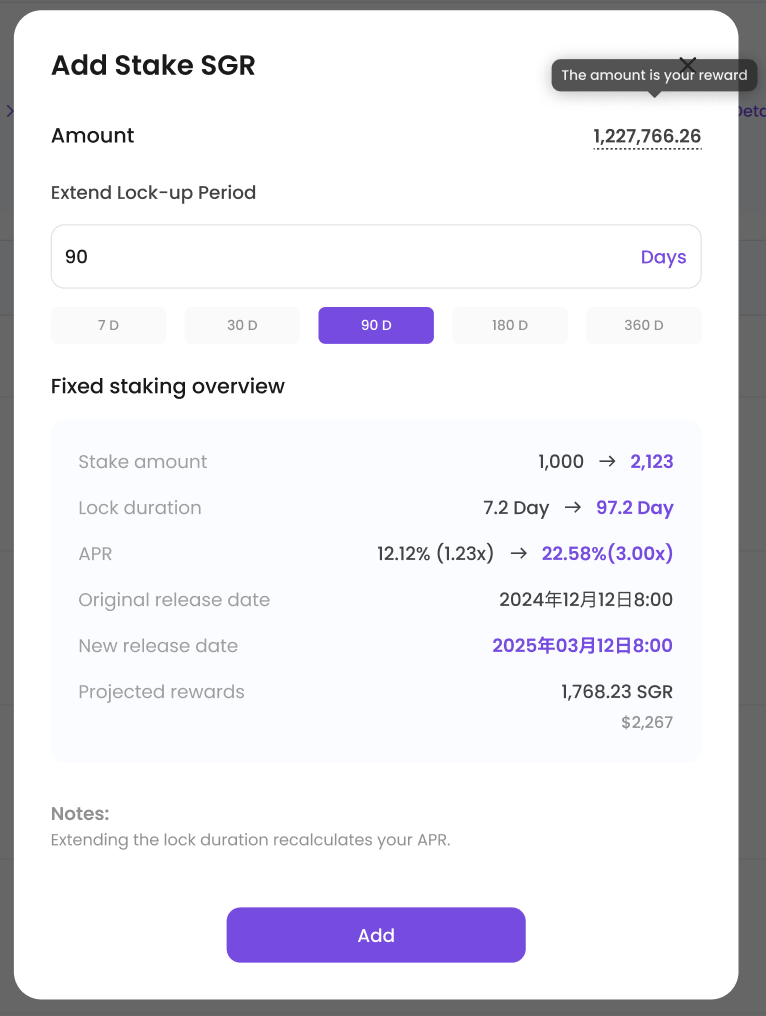 Add Stake SGR
The amount is your reward
Amount
1,227,766.26
Extend Lock-up Period
90
Days
7 D
30 D
90 D
180 D
360 D
Fixed staking overview
Stake amount
1,000 → 2,123
Lock duration
7.2 Day → 97.2 Day
APR
12.12% (1.23x) → 22.58%(3.00x)
Original release date
2024年12月12日8:00
New release date
2025年03月12日8:00
Projected rewards
1,768.23 SGR
$2,267
Notes:
Extending the lock duration recalculates your APR.
Add